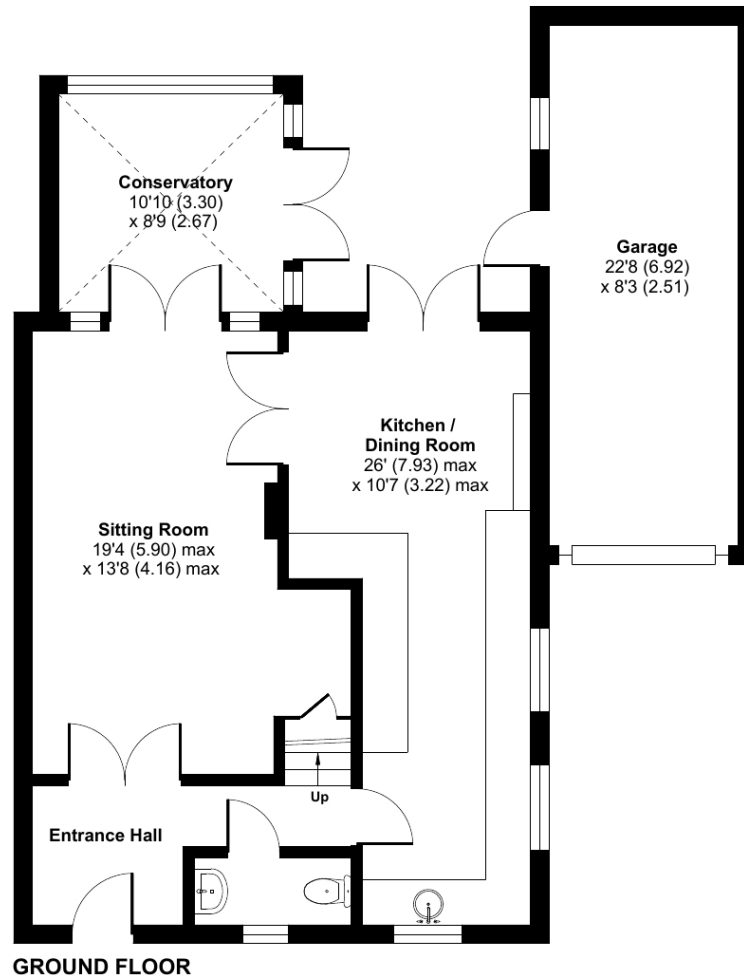 Conservatory
10'10 (3.30)
x 8'9 (2.67)
Garage
22'8 (6.92)
x 8'3 (2.51)
Kitchen /
Dining Room
26' (7.93) max
x 10'7 (3.22) max
Sitting Room
19'4 (5.90) max
x 13'8 (4.16) max
Up
Entrance Hall
GROUND FLOOR